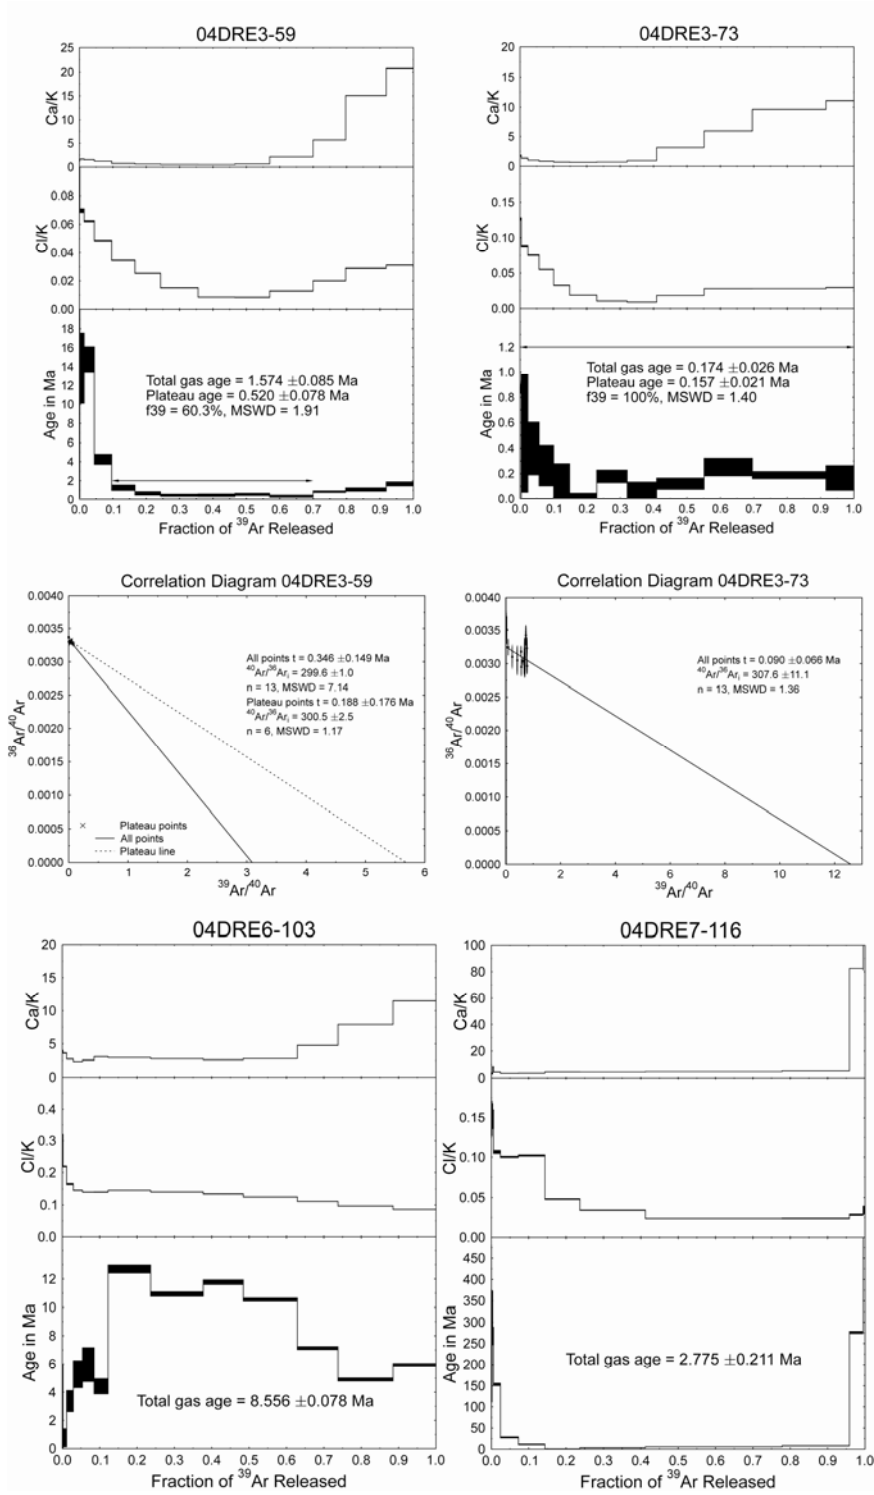 04DRE3-59
25
20
15
10
5
0
Ca/K
0.08
0.06
0.04
0.02
0.00
Cl/K
18
16
14
12
10
8
6
4
2
0
Age in Ma
Total gas age = 1.574 ±0.085 Ma
Plateau age = 0.520 ±0.078 Ma
f39 = 60.3%, MSWD = 1.91
0.0 0.1 0.2 0.3 0.4 0.5 0.6 0.7 0.8 0.9 1.0
Fraction of 39Ar Released
04DRE3-73
20
15
10
5
0
Ca/K
0.15
0.10
0.05
0.00
Cl/K
1.2
1.0
0.8
0.6
0.4
0.2
0.0
Age in Ma
Total gas age = 0.174 ±0.026 Ma
Plateau age = 0.157 ±0.021 Ma
f39 = 100%, MSWD = 1.40
0.0 0.1 0.2 0.3 0.4 0.5 0.6 0.7 0.8 0.9 1.0
Fraction of 39Ar Released
Correlation Diagram 04DRE3-59
0.0040
0.0035
0.0030
0.0025
0.0020
0.0015
0.0010
0.0005
0.0000
36Ar/40Ar
All points t = 0.346 ±0.149 Ma
40Ar/36Ari = 299.6 ±1.0
n = 13, MSWD = 7.14
Plateau points t = 0.188 ±0.176 Ma
40Ar/36Ari = 300.5 ±2.5
n = 6, MSWD = 1.17
× Plateau points
All points
Plateau line
0 1 2 3 4 5 6
39Ar/40Ar
Correlation Diagram 04DRE3-73
0.0040
0.0035
0.0030
0.0025
0.0020
0.0015
0.0010
0.0005
0.0000
36Ar/40Ar
All points t = 0.090 ±0.066 Ma
40Ar/36Ari = 307.6 ±11.1
n = 13, MSWD = 1.36
0 2 4 6 8 10 12
39Ar/40Ar
04DRE6-103
20
15
10
5
0
Ca/K
0.4
0.3
0.2
0.1
0.0
Cl/K
12
10
8
6
4
2
0
Age in Ma
Total gas age = 8.556 ±0.078 Ma
0.0 0.1 0.2 0.3 0.4 0.5 0.6 0.7 0.8 0.9 1.0
Fraction of 39Ar Released
04DRE7-116
100
80
60
40
20
0
Ca/K
0.15
0.10
0.05
0.00
Cl/K
450
400
350
300
250
200
150
100
50
0
Age in Ma
Total gas age = 2.775 ±0.211 Ma
0.0 0.1 0.2 0.3 0.4 0.5 0.6 0.7 0.8 0.9 1.0
Fraction of 39Ar Released